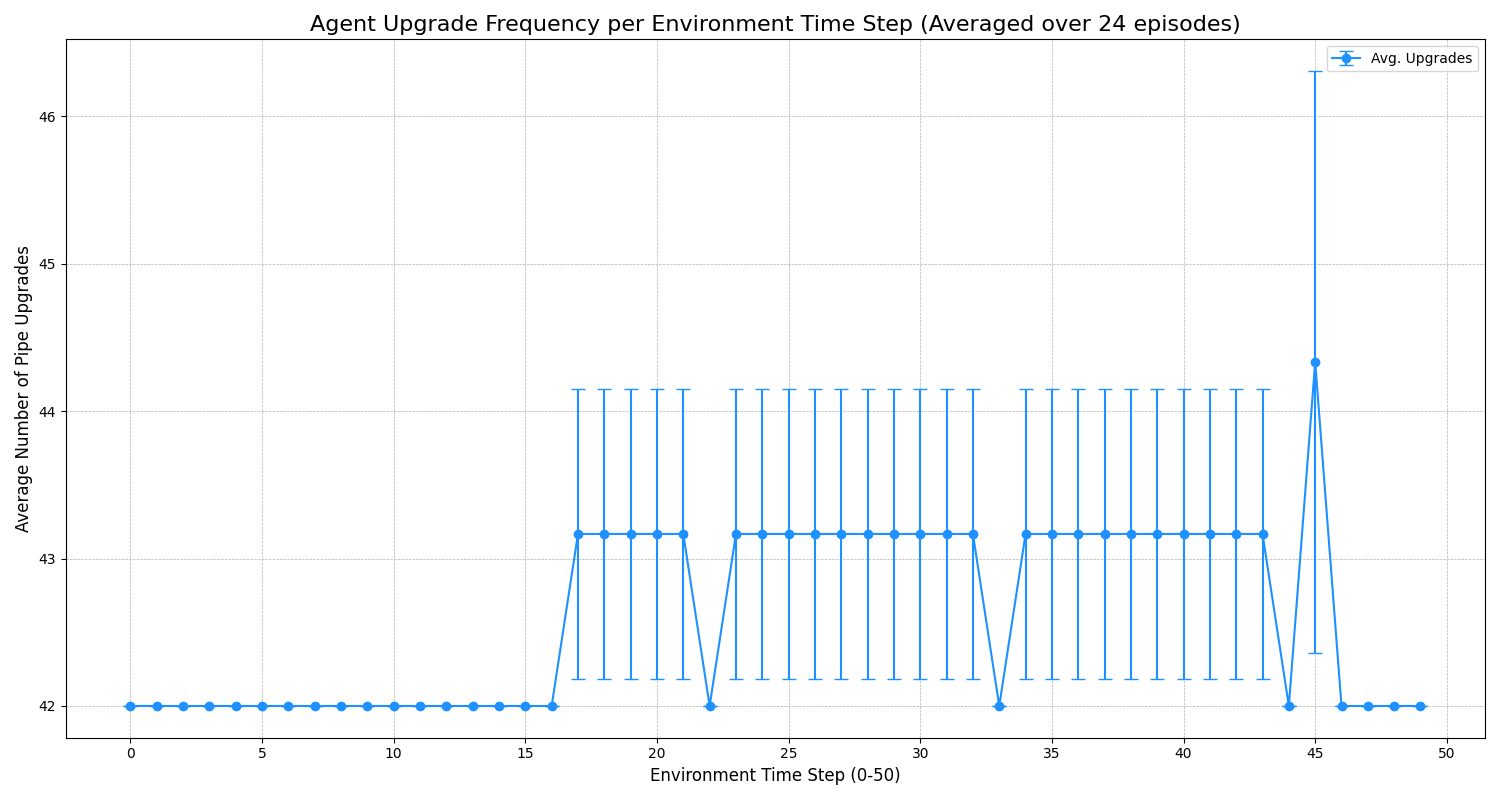 Agent Upgrade Frequency per Environment Time Step (Averaged over 24 episodes)
Avg. Upgrades
Average Number of Pipe Upgrades
46
45
44
43
42
0 5 10 15 20 25 30 35 40 45 50
Environment Time Step (0-50)